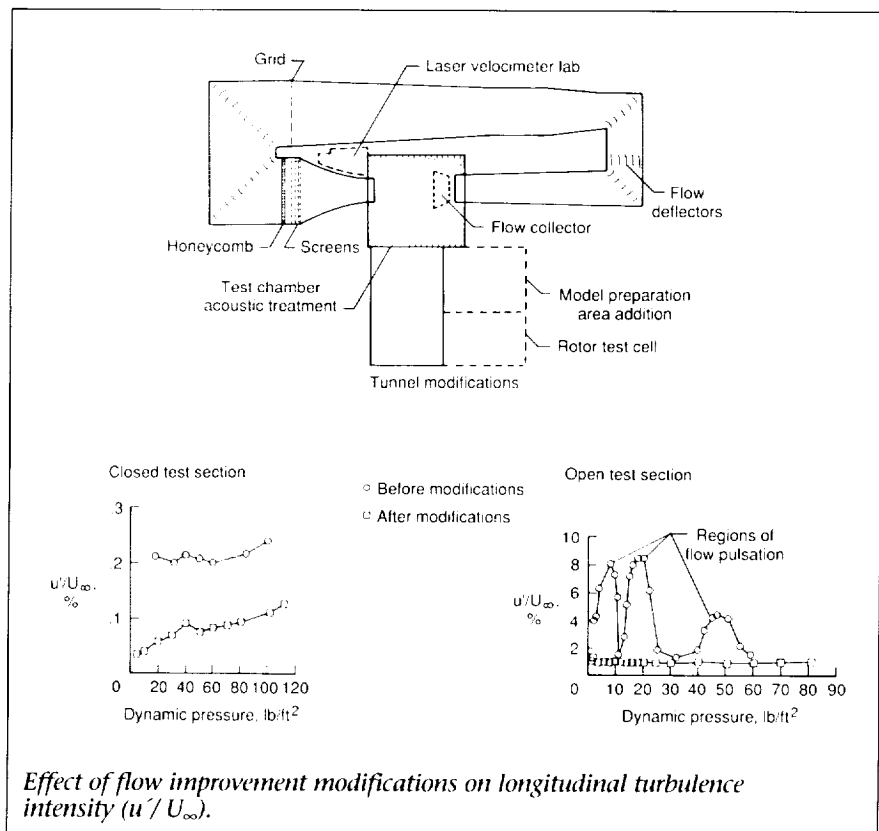 Grid
Laser velocimeter lab
Flow
deflectors
Flow collector
Honeycomb
Screens
Test chamber
acoustic treatment
Model preparation
area addition
Rotor test cell
Tunnel modifications
Closed test section
○ Before modifications
□ After modifications
Open test section
.3
.2
.1
0
u′/U∞,
%
20 40 60 80 100 120
Dynamic pressure, lb/ft²
Regions of
flow pulsation
10
8
6
4
2
0
u′/U∞,
%
10 20 30 40 50 60 70 80 90
Dynamic pressure, lb/ft²
Effect of flow improvement modifications on longitudinal turbulence
intensity (u′/ U∞).